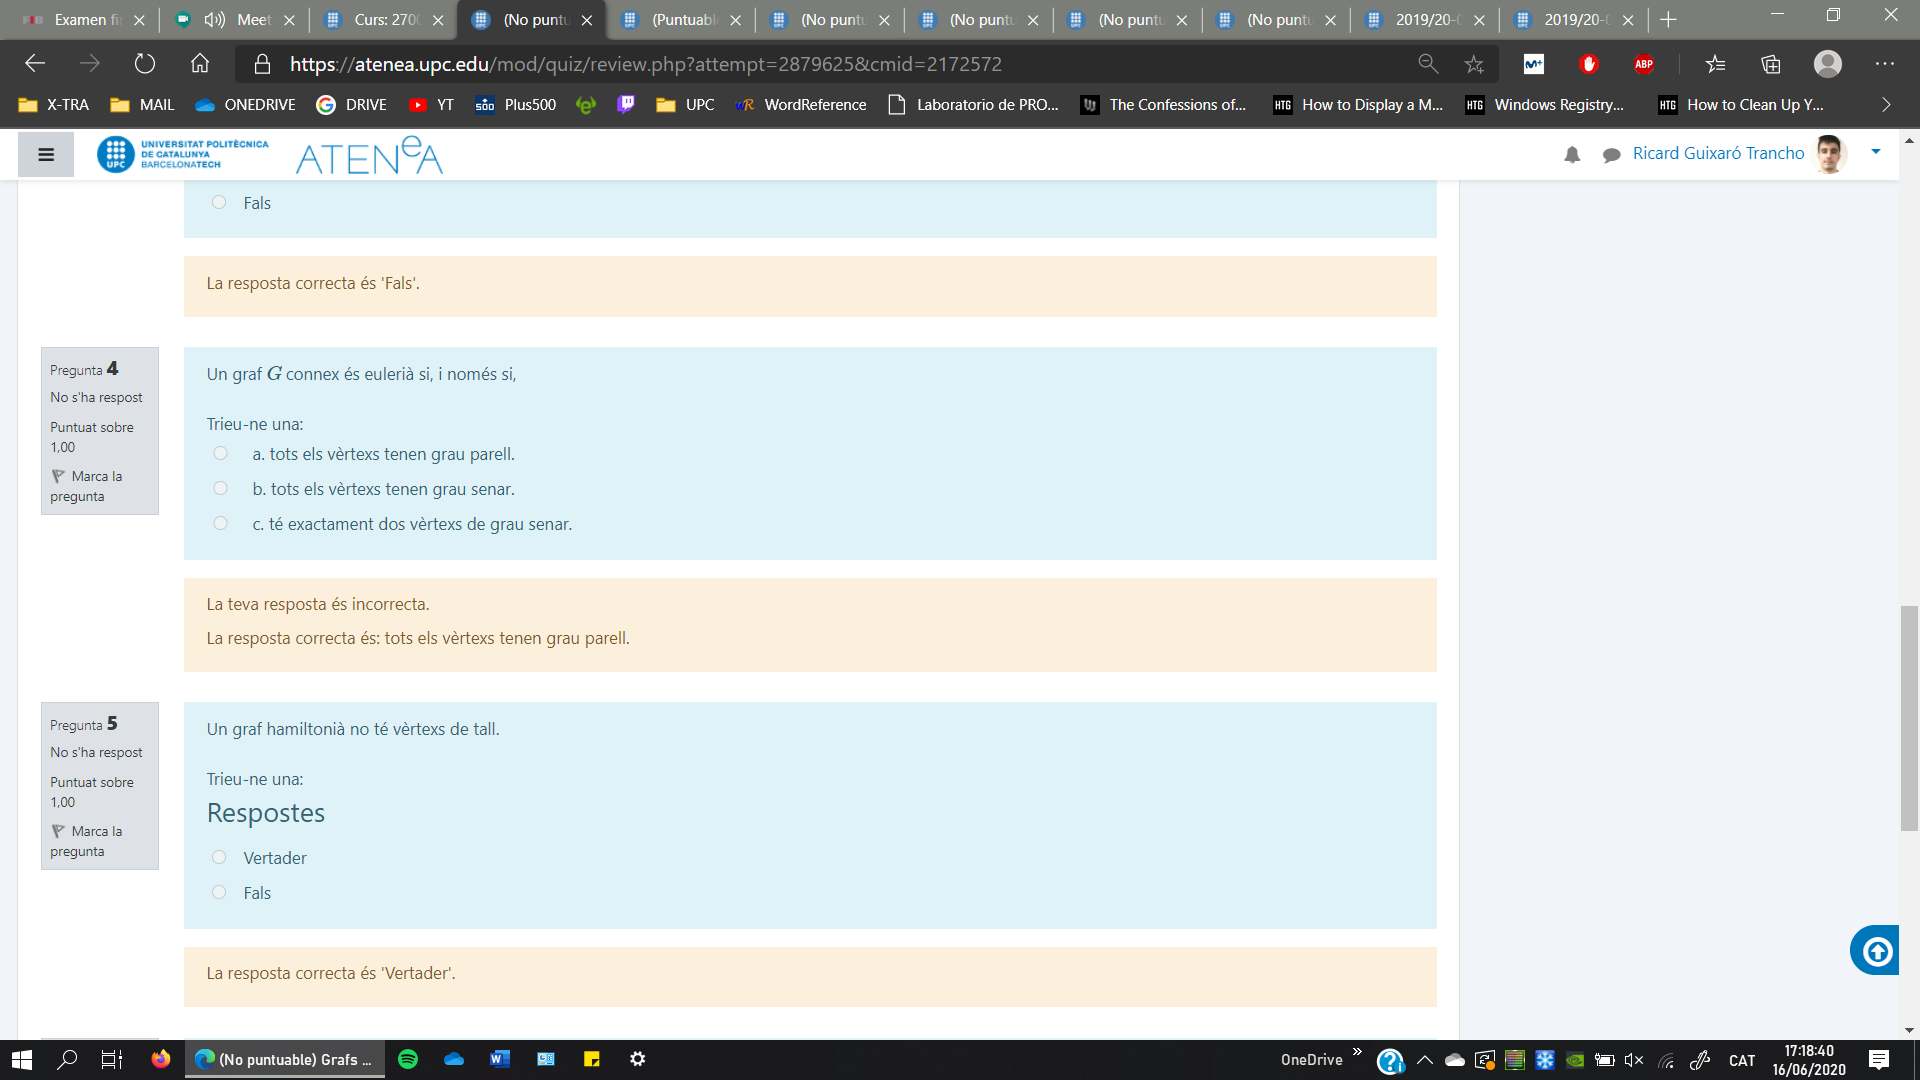 Examen fi
Meet
Curs: 270
(No puntu
(Puntuabl
(No puntu
(No puntu
(No puntu
(No puntu
2019/20-
2019/20-
https://atenea.upc.edu/mod/quiz/review.php?attempt=2879625&cmid=2172572
ABP
X-TRA
MAIL
ONEDRIVE
DRIVE
YT
Plus500
UPC
WordReference
Laboratorio de PRO...
The Confessions of...
HTG How to Display a M...
HTG Windows Registry...
HTG How to Clean Up Y...
UPC
UNIVERSITAT POLITÈCNICA
DE CATALUNYA
BARCELONATECH
ATENeA
Ricard Guixaró Trancho
Fals
La resposta correcta és 'Fals'.
Pregunta 4
No s'ha respost
Puntuat sobre
1,00
Marca la
pregunta
Un graf G connex és eulerià si, i només si,
Trieu-ne una:
a. tots els vèrtexs tenen grau parell.
b. tots els vèrtexs tenen grau senar.
c. té exactament dos vèrtexs de grau senar.
La teva resposta és incorrecta.
La resposta correcta és: tots els vèrtexs tenen grau parell.
Pregunta 5
No s'ha respost
Puntuat sobre
1,00
Marca la
pregunta
Un graf hamiltonià no té vèrtexs de tall.
Trieu-ne una:
Respostes
Vertader
Fals
La resposta correcta és 'Vertader'.
(No puntuable) Grafs ...
OneDrive
CAT
17:18:40
16/06/2020